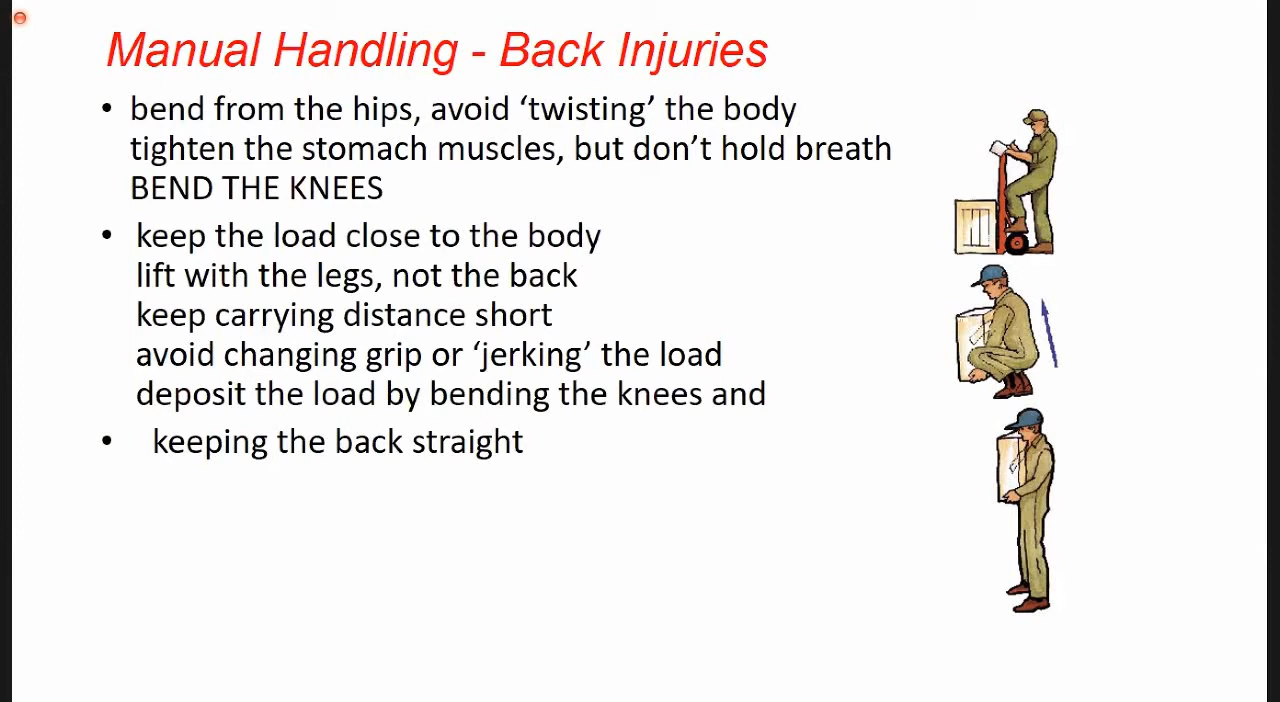 Manual Handling - Back Injuries
• bend from the hips, avoid ‘twisting’ the body
tighten the stomach muscles, but don’t hold breath
BEND THE KNEES
• keep the load close to the body
lift with the legs, not the back
keep carrying distance short
avoid changing grip or ‘jerking’ the load
deposit the load by bending the knees and
• keeping the back straight